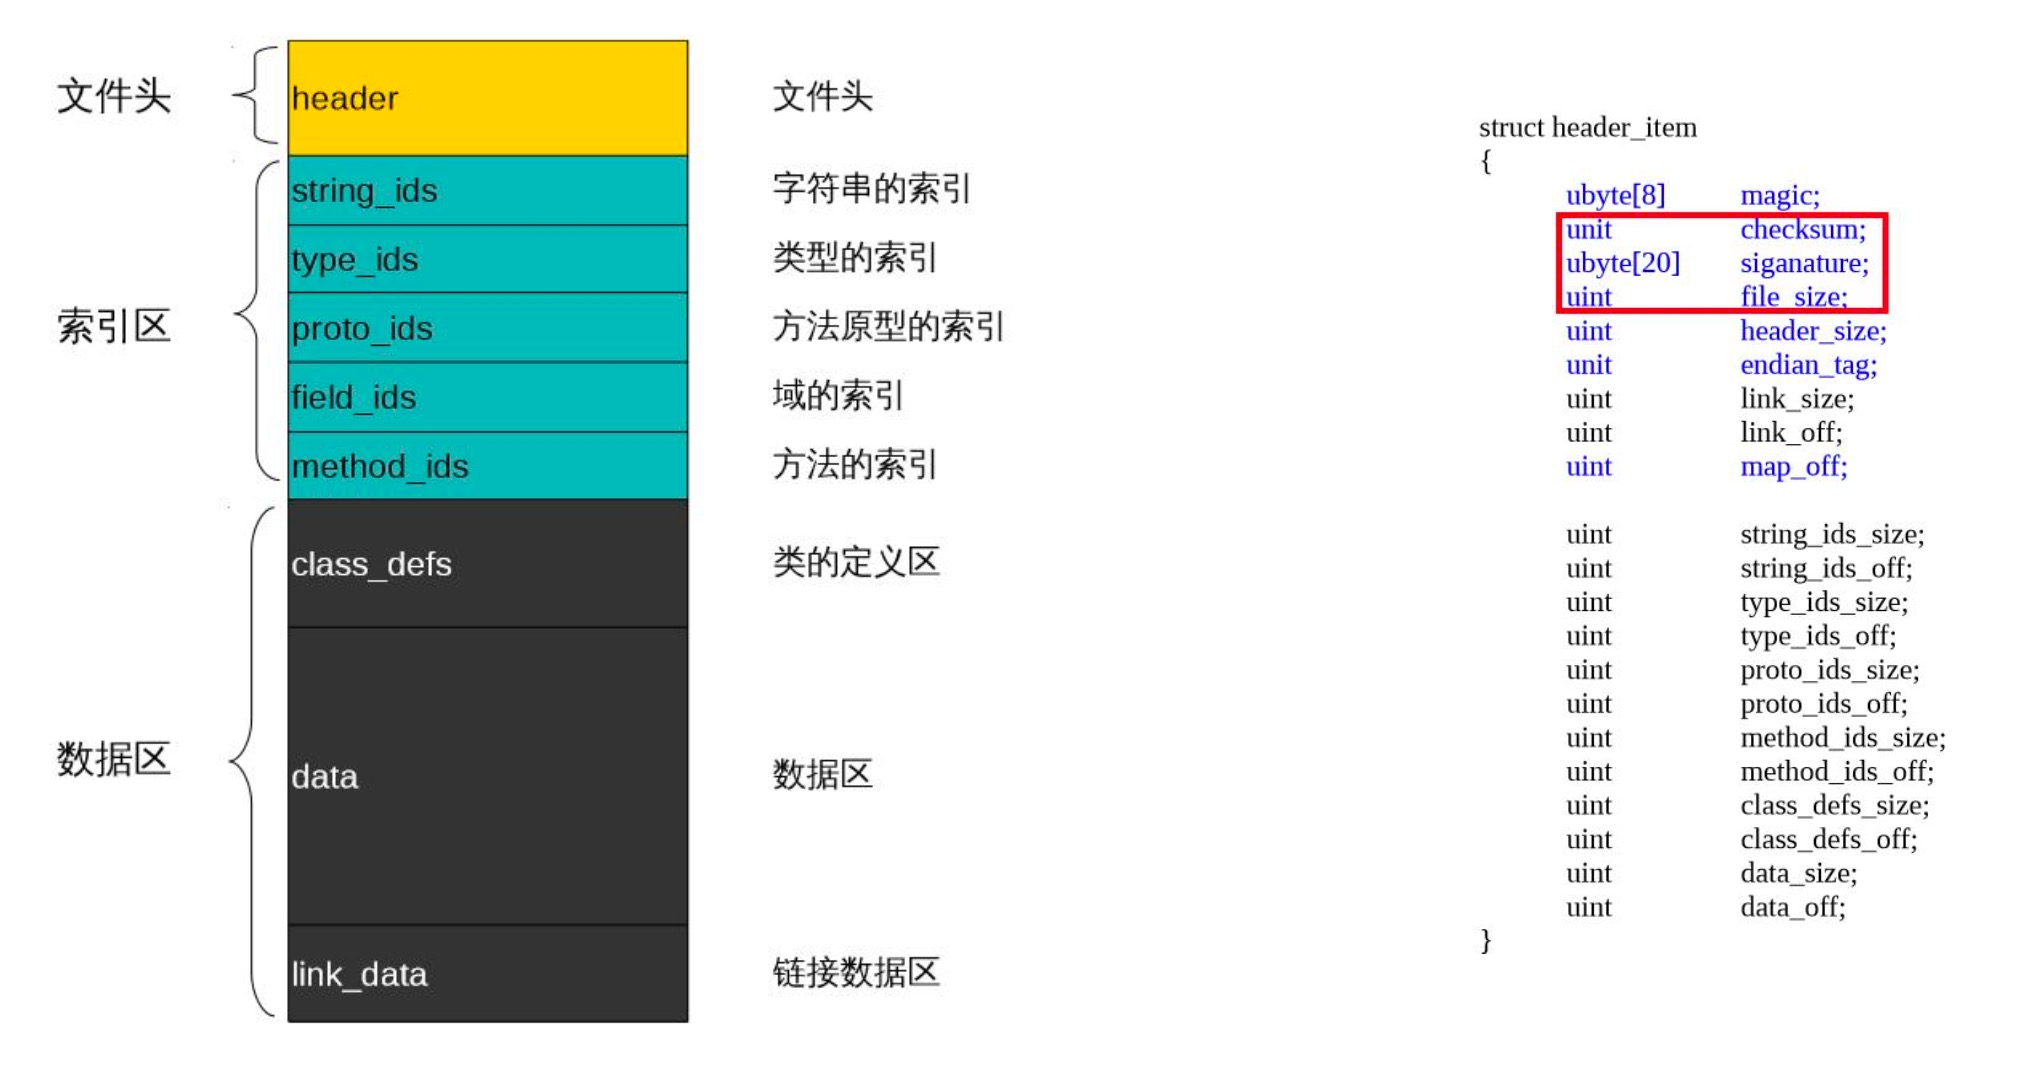 文件头
header
文件头
索引区
string_ids
字符串的索引
type_ids
类型的索引
proto_ids
方法原型的索引
field_ids
域的索引
method_ids
方法的索引
数据区
class_defs
类的定义区
data
数据区
link_data
链接数据区
struct header_item
{
ubyte[8] magic;
unit checksum;
ubyte[20] siganature;
uint file_size;
uint header_size;
unit endian_tag;
uint link_size;
uint link_off;
uint map_off;
uint string_ids_size;
uint string_ids_off;
uint type_ids_size;
uint type_ids_off;
uint proto_ids_size;
uint proto_ids_off;
uint method_ids_size;
uint method_ids_off;
uint class_defs_size;
uint class_defs_off;
uint data_size;
uint data_off;
}